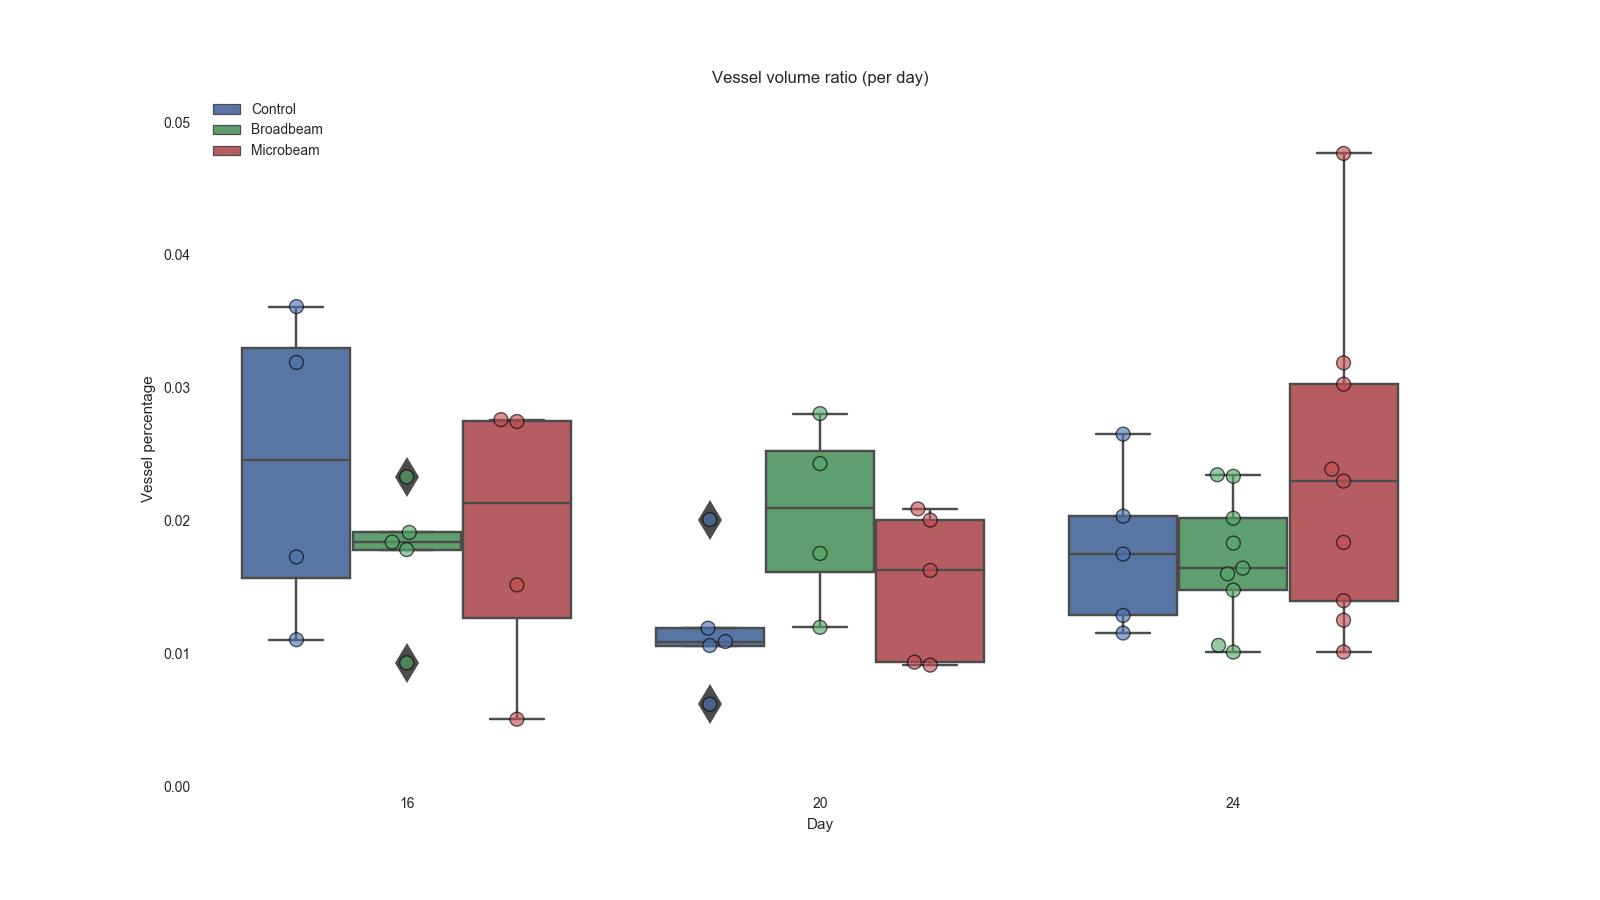 Vessel volume ratio (per day)
Control
Broadbeam
Microbeam
0.05
0.04
0.03
0.02
0.01
0.00
Vessel percentage
16
20
24
Day